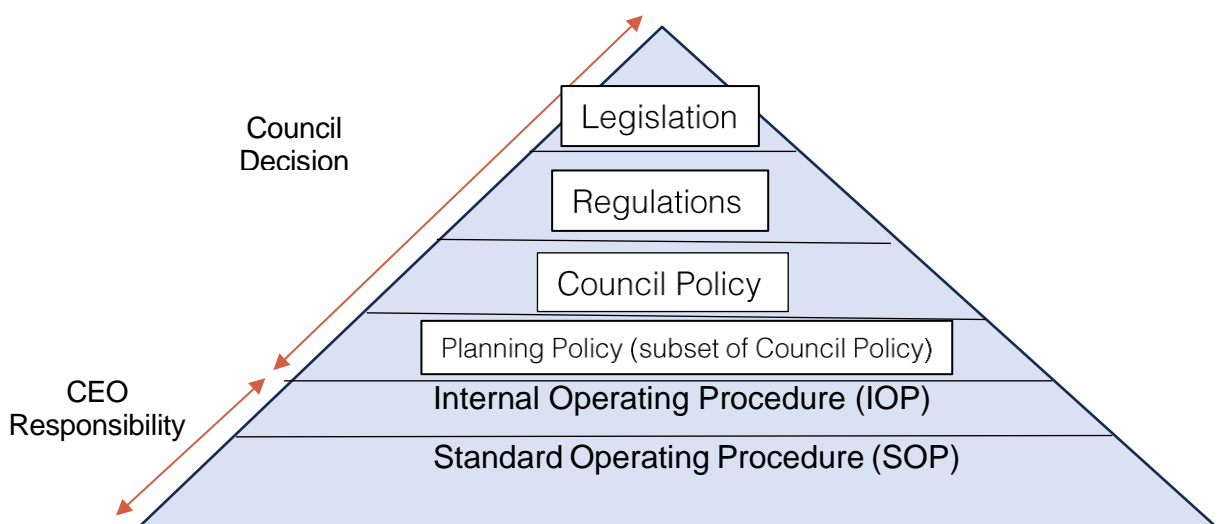 Council
Decision
Legislation
Regulations
Council Policy
Planning Policy (subset of Council Policy)
CEO
Responsibility
Internal Operating Procedure (IOP)
Standard Operating Procedure (SOP)